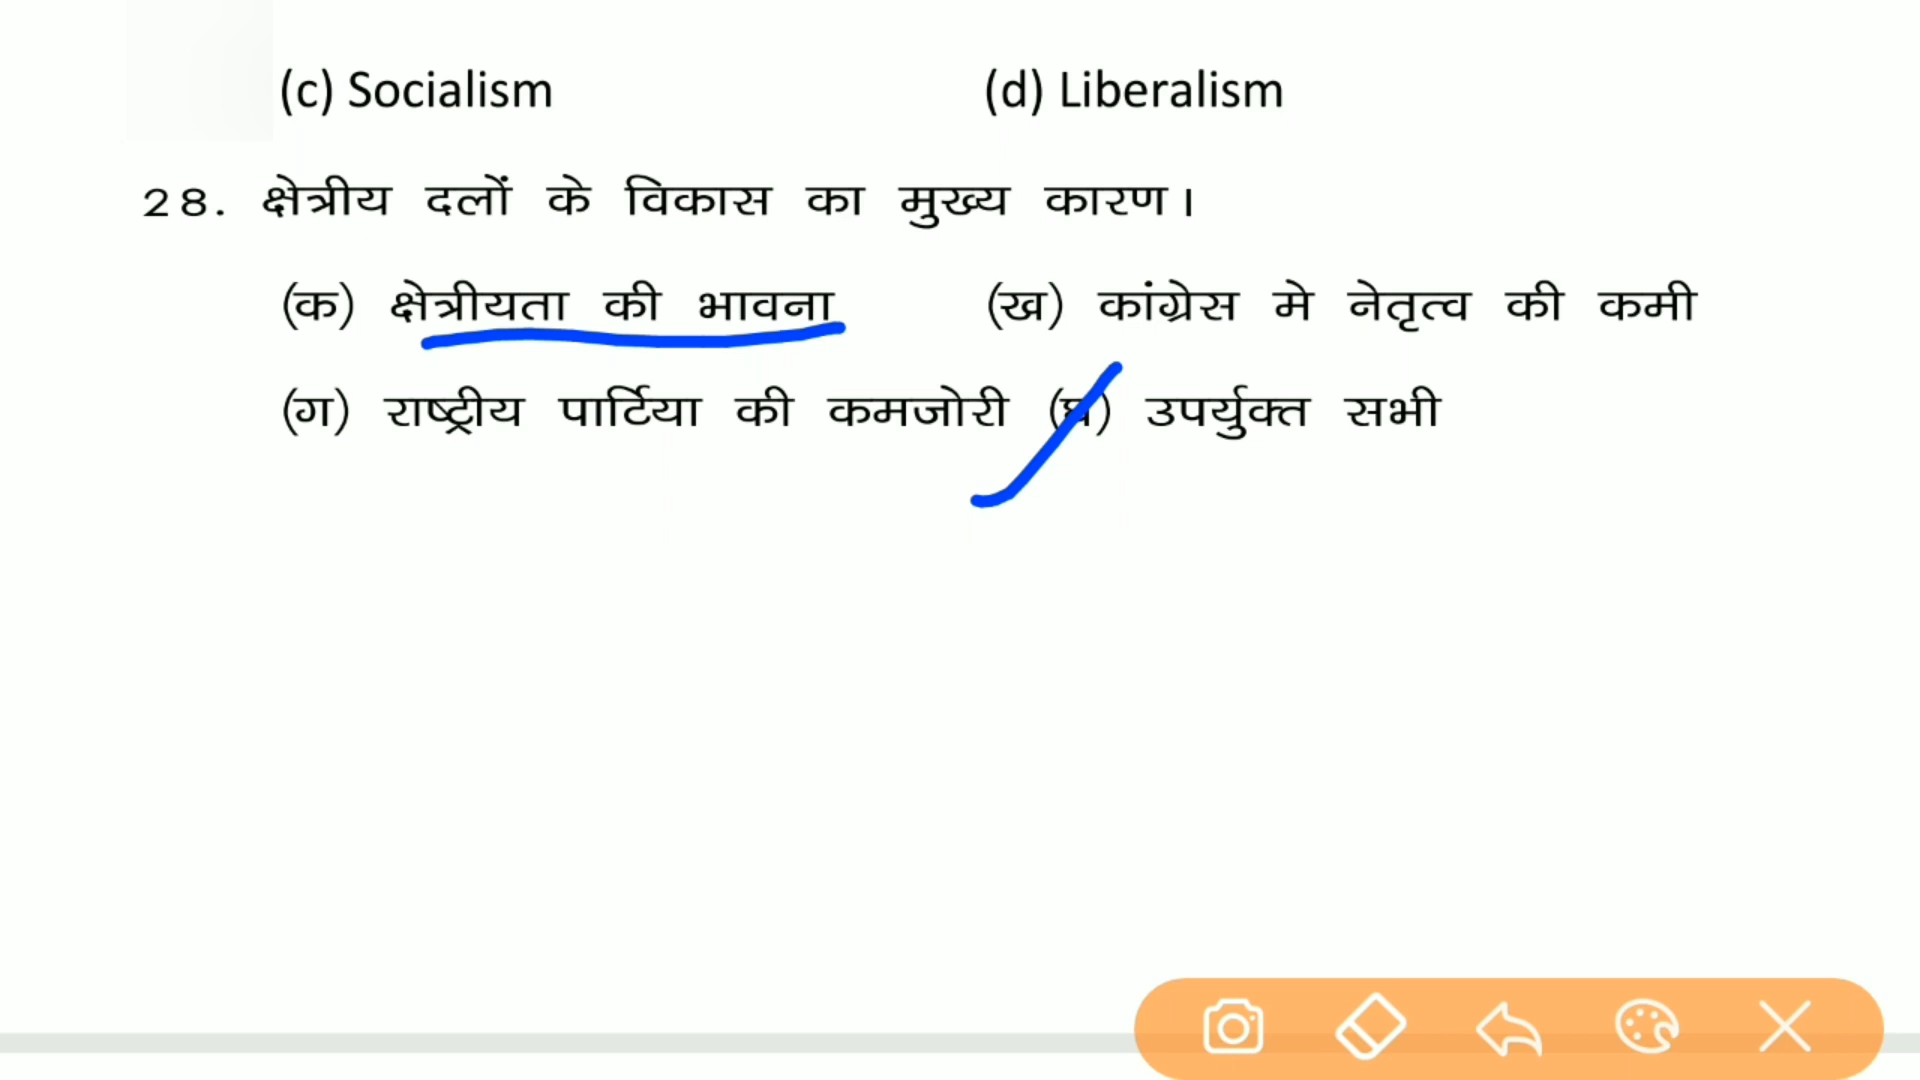 (c) Socialism (d) Liberalism
28. क्षेत्रीय दलों के विकास का मुख्य कारण।
(क) क्षेत्रीयता की भावना (ख) कांग्रेस मे नेतृत्व की कमी
(ग) राष्ट्रीय पार्टिया की कमजोरी (घ) उपर्युक्त सभी